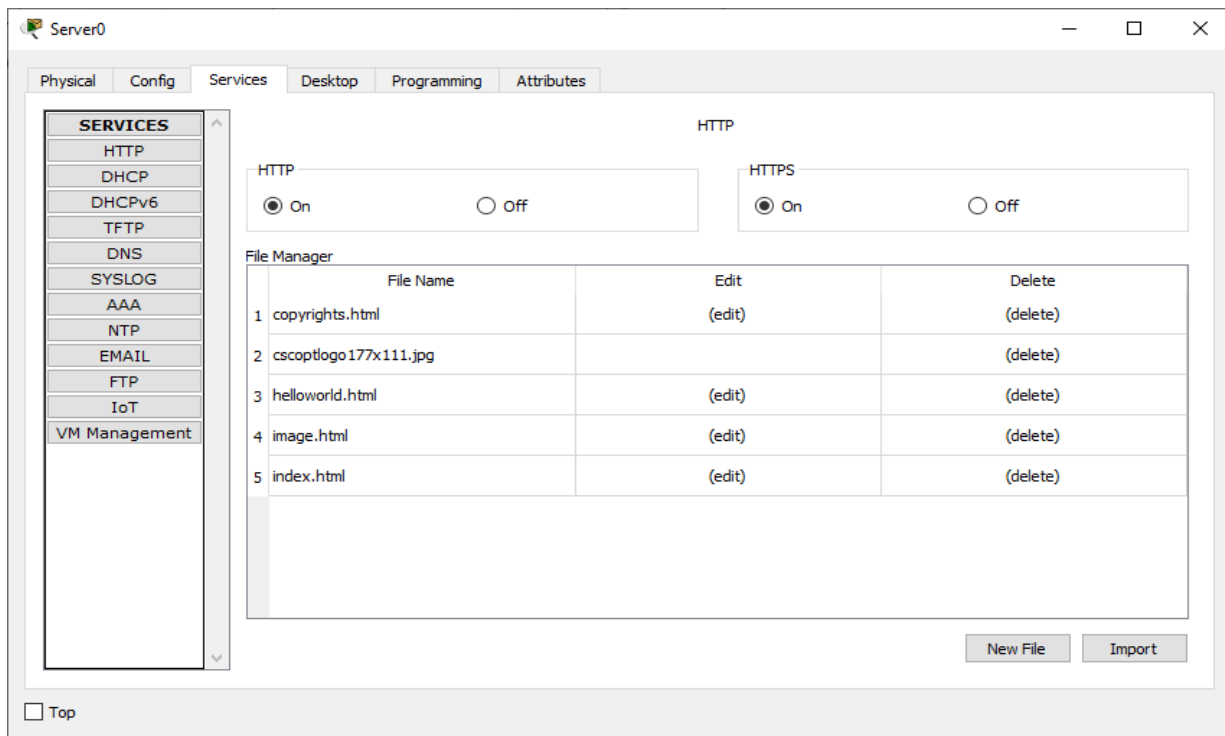 Server0
Physical Config Services Desktop Programming Attributes
SERVICES
HTTP
DHCP
DHCPv6
TFTP
DNS
SYSLOG
AAA
NTP
EMAIL
FTP
IoT
VM Management
HTTP
HTTP
On Off
HTTPS
On Off
File Manager
File Name Edit Delete
1 copyrights.html (edit) (delete)
2 cscoptlogo177x111.jpg (delete)
3 helloworld.html (edit) (delete)
4 image.html (edit) (delete)
5 index.html (edit) (delete)
New File Import
Top